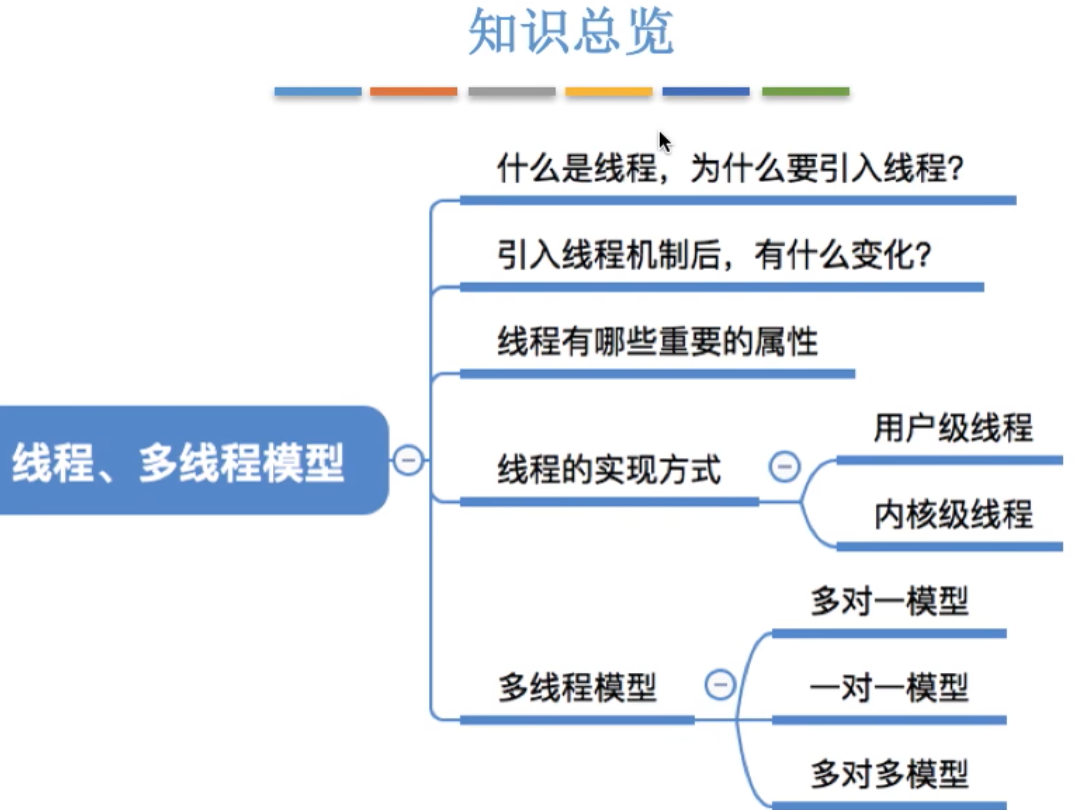 知识总览
什么是线程，为什么要引入线程？
引入线程机制后，有什么变化？
线程有哪些重要的属性
线程、多线程模型
线程的实现方式
用户级线程
内核级线程
多线程模型
多对一模型
一对一模型
多对多模型